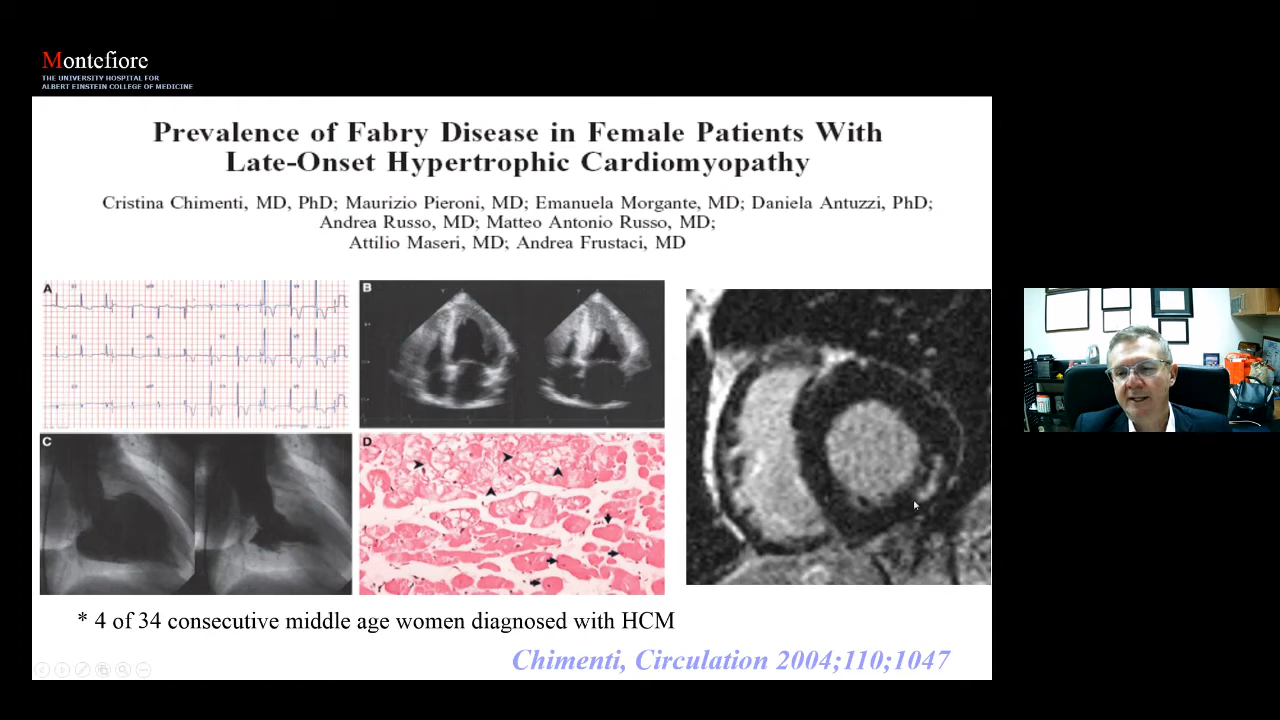 Montefiore
THE UNIVERSITY HOSPITAL FOR
ALBERT EINSTEIN COLLEGE OF MEDICINE
Prevalence of Fabry Disease in Female Patients With
Late-Onset Hypertrophic Cardiomyopathy
Cristina Chimenti, MD, PhD; Maurizio Pieroni, MD; Emanuela Morgante, MD; Daniela Antuzzi, PhD;
Andrea Russo, MD; Matteo Antonio Russo, MD;
Attilio Maseri, MD; Andrea Frustaci, MD
A
B
C
D
* 4 of 34 consecutive middle age women diagnosed with HCM
Chimenti, Circulation 2004;110;1047